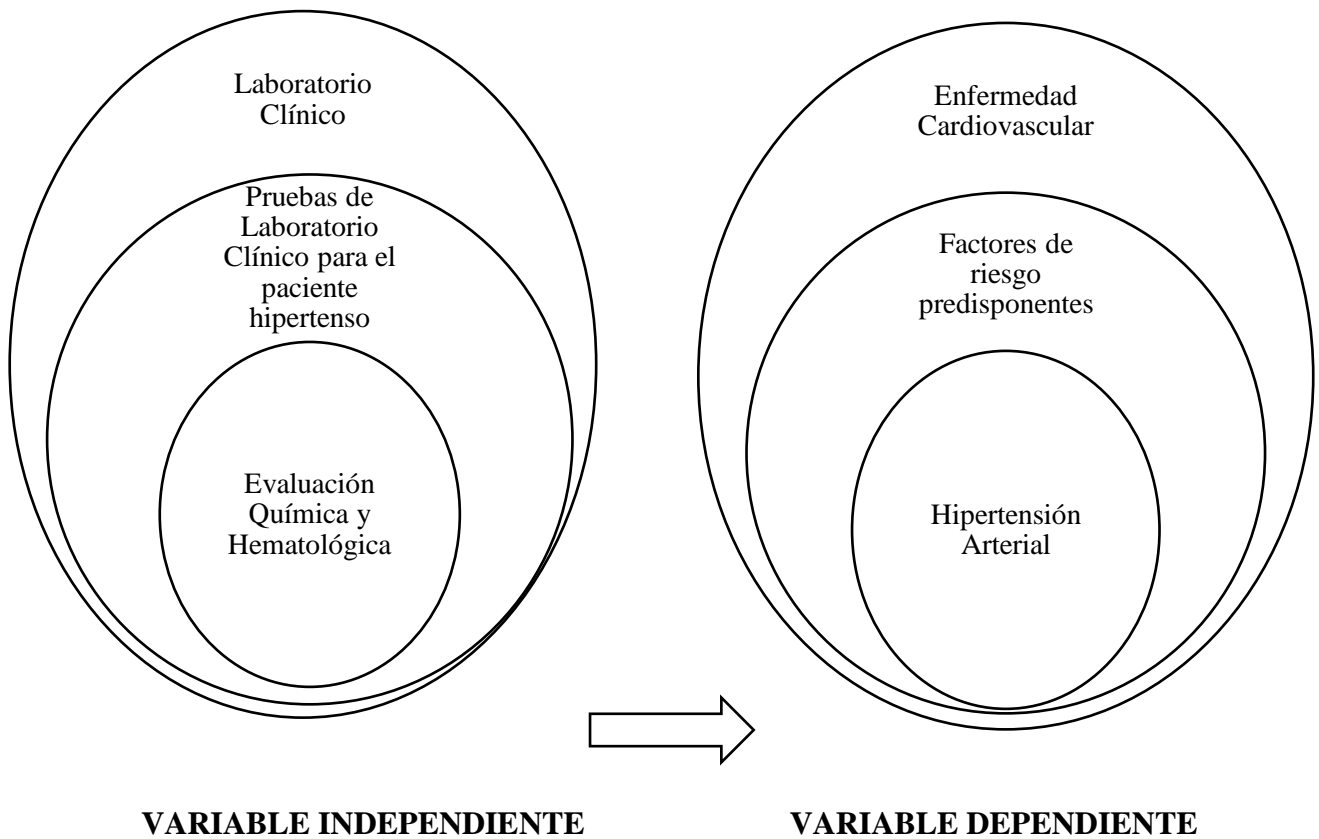 Laboratorio
Clínico
Pruebas de
Laboratorio
Clínico para el
paciente
hipertenso
Evaluación
Química y
Hematológica
Enfermedad
Cardiovascular
Factores de
riesgo
predisponentes
Hipertensión
Arterial
VARIABLE INDEPENDIENTE
VARIABLE DEPENDIENTE